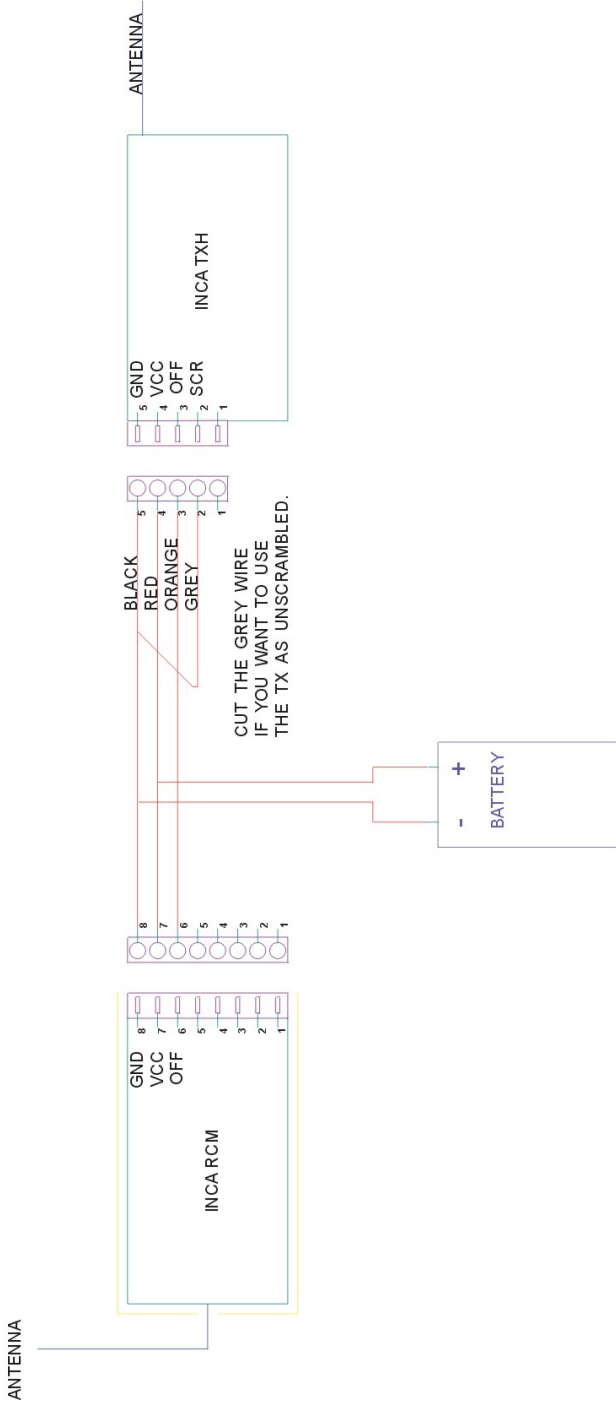 ANTENNA
INCA RCM
GND
VCC
OFF
8
7
6
5
4
3
2
1
8
7
6
5
4
3
2
1
- +
BATTERY
BLACK
RED
ORANGE
GREY
CUT THE GREY WIRE
IF YOU WANT TO USE
THE TX AS UNSCRAMBLED.
5
4
3
2
1
5
4
3
2
1
GND
VCC
OFF
SCR
INCA TXH
ANTENNA